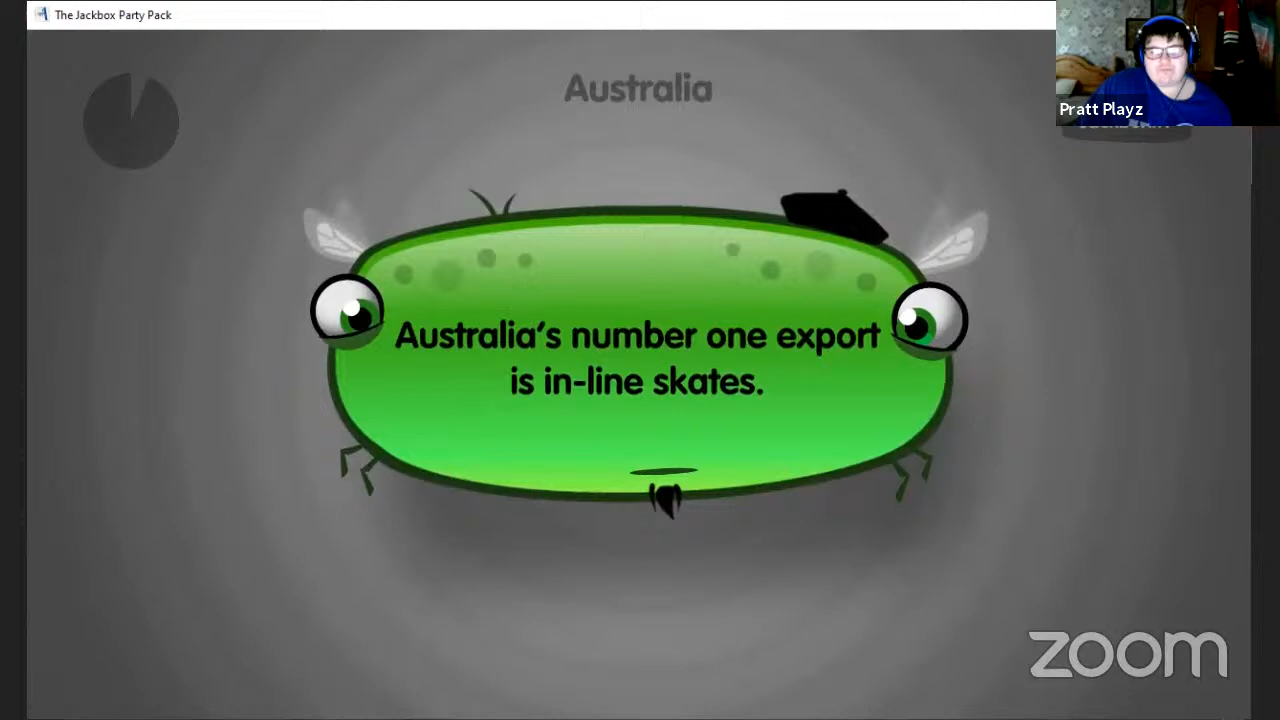 The Jackbox Party Pack
Australia
Pratt Playz
Australia's number one export
is in-line skates.
zoom